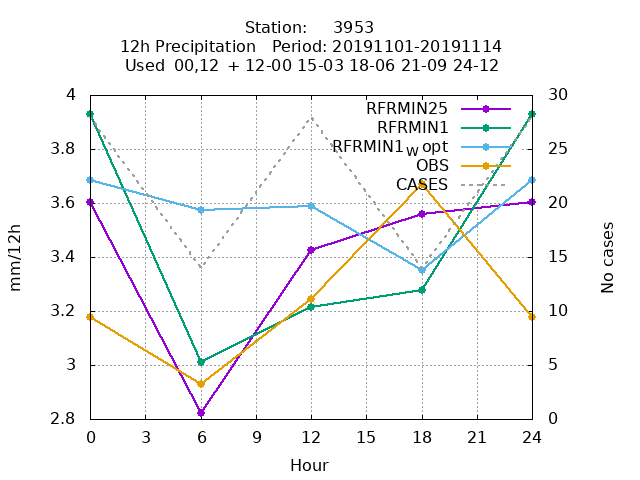 Station: 3953
12h Precipitation Period: 20191101-20191114
Used 00,12 + 12-00 15-03 18-06 21-09 24-12
RFRMIN25
RFRMIN1
RFRMIN1_w opt
OBS
CASES
4
3.8
3.6
3.4
3.2
3
2.8
mm/12h
30
25
20
15
10
5
0
No cases
0 3 6 9 12 15 18 21 24
Hour